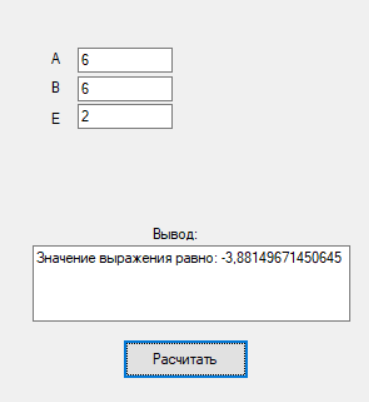 A 6
B 6
E 2
Вывод:
Значение выражения равно: -3,88149671450645
Расчитать